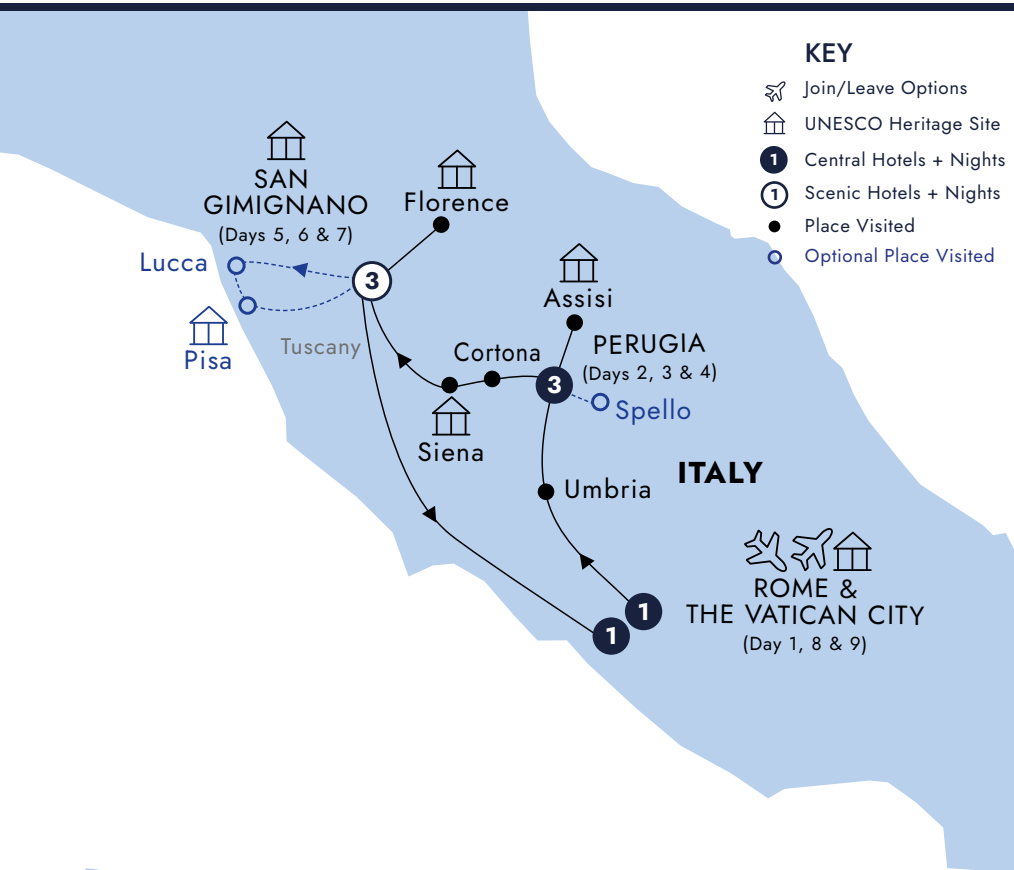 KEY
Join/Leave Options
UNESCO Heritage Site
1 Central Hotels + Nights
1 Scenic Hotels + Nights
Place Visited
Optional Place Visited
SAN
GIMIGNANO
(Days 5, 6 & 7)
Florence
Lucca
3
Assisi
Pisa
Tuscany
Cortona
PERUGIA
(Days 2, 3 & 4)
3
Spello
Siena
ITALY
Umbria
ROME &
THE VATICAN CITY
(Day 1, 8 & 9)
1
1